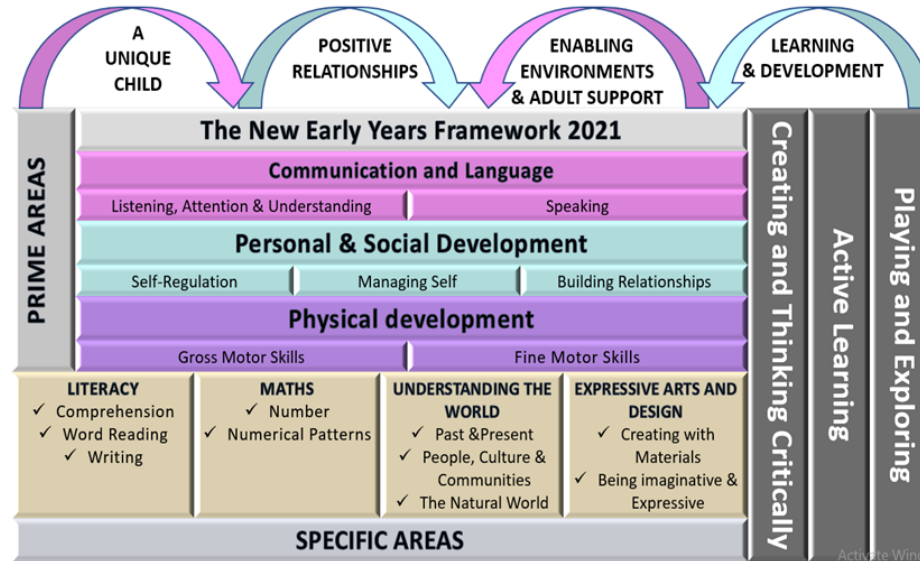 A
UNIQUE
CHILD
POSITIVE
RELATIONSHIPS
ENABLING
ENVIRONMENTS
& ADULT SUPPORT
LEARNING
& DEVELOPMENT
PRIME AREAS
The New Early Years Framework 2021
Communication and Language
Listening, Attention & Understanding
Speaking
Personal & Social Development
Self-Regulation
Managing Self
Building Relationships
Physical development
Gross Motor Skills
Fine Motor Skills
LITERACY
✓ Comprehension
✓ Word Reading
✓ Writing
MATHS
✓ Number
✓ Numerical Patterns
UNDERSTANDING THE
WORLD
✓ Past &Present
✓ People, Culture &
Communities
✓ The Natural World
EXPRESSIVE ARTS AND
DESIGN
✓ Creating with
Materials
✓ Being imaginative &
Expressive
SPECIFIC AREAS
Creating and Thinking Critically
Active Learning
Playing and Exploring
Activate Wind